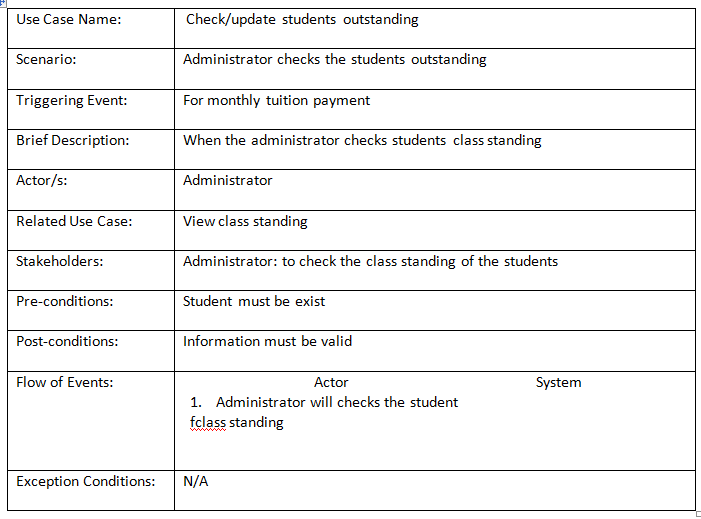 Use Case Name: Check/update students outstanding
Scenario: Administrator checks the students outstanding
Triggering Event: For monthly tuition payment
Brief Description: When the administrator checks students class standing
Actor/s: Administrator
Related Use Case: View class standing
Stakeholders: Administrator: to check the class standing of the students
Pre-conditions: Student must be exist
Post-conditions: Information must be valid
Flow of Events: Actor System
1. Administrator will checks the student
fclass standing
Exception Conditions: N/A